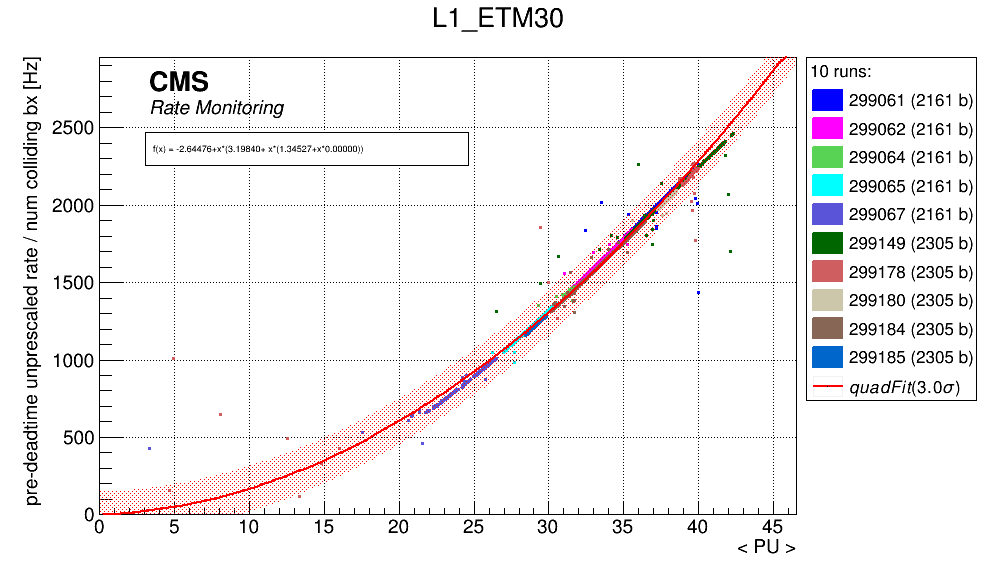 L1_ETM30
pre-deadtime unprescaled rate / num colliding bx [Hz]
CMS
Rate Monitoring
f(x) = -2.64476+x*(3.19840+ x*(1.34527+x*0.00000))
2500
2000
1500
1000
500
0
0 5 10 15 20 25 30 35 40 45
< PU >
10 runs:
299061 (2161 b)
299062 (2161 b)
299064 (2161 b)
299065 (2161 b)
299067 (2161 b)
299149 (2305 b)
299178 (2305 b)
299180 (2305 b)
299184 (2305 b)
299185 (2305 b)
quadFit(3.0σ)